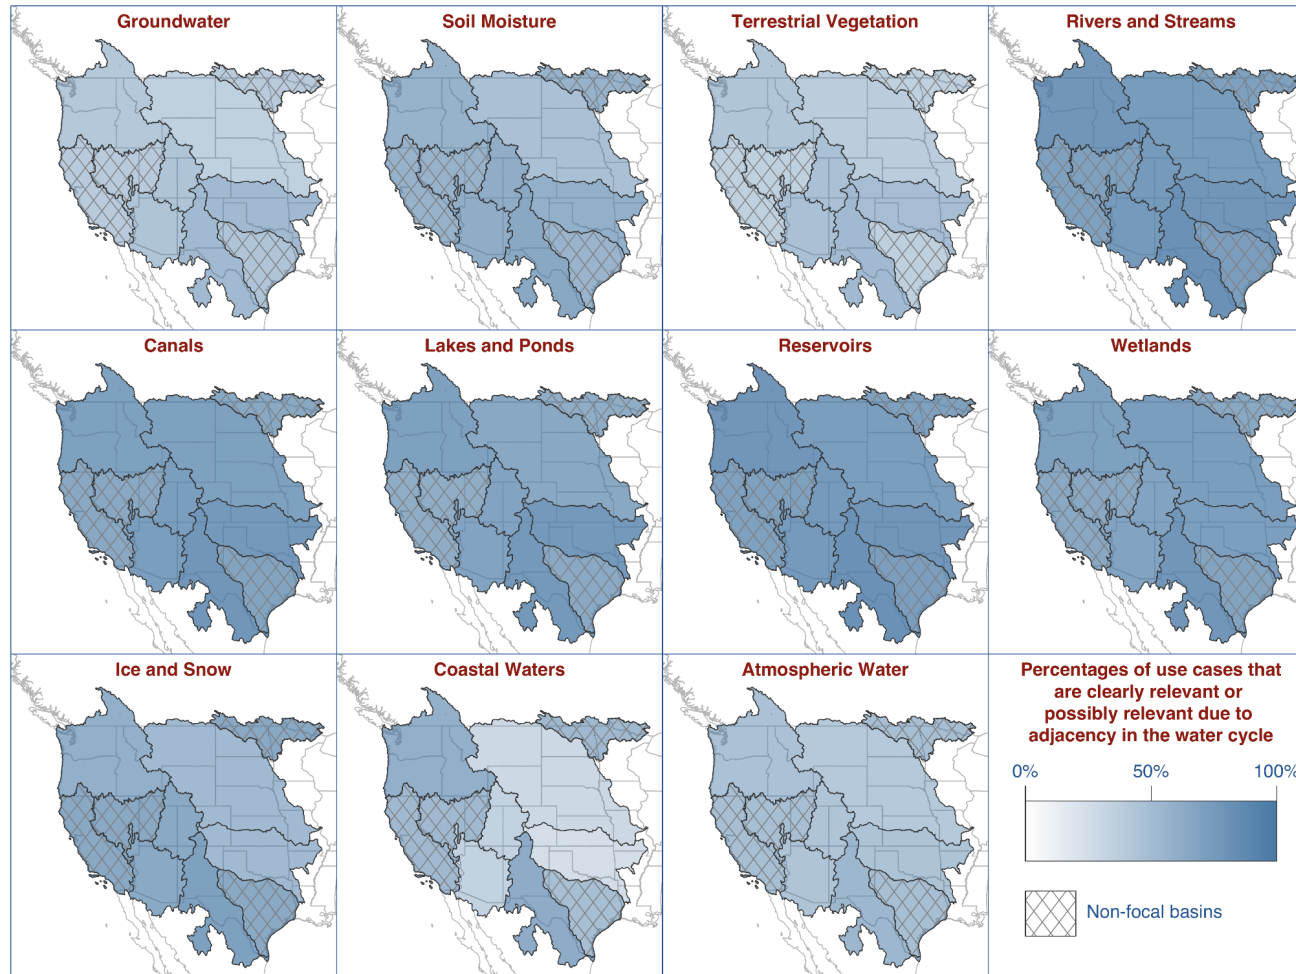 Groundwater
Soil Moisture
Terrestrial Vegetation
Rivers and Streams
Canals
Lakes and Ponds
Reservoirs
Wetlands
Ice and Snow
Coastal Waters
Atmospheric Water
Percentages of use cases that
are clearly relevant or
possibly relevant due to
adjacency in the water cycle
0%
50%
100%
Non-focal basins